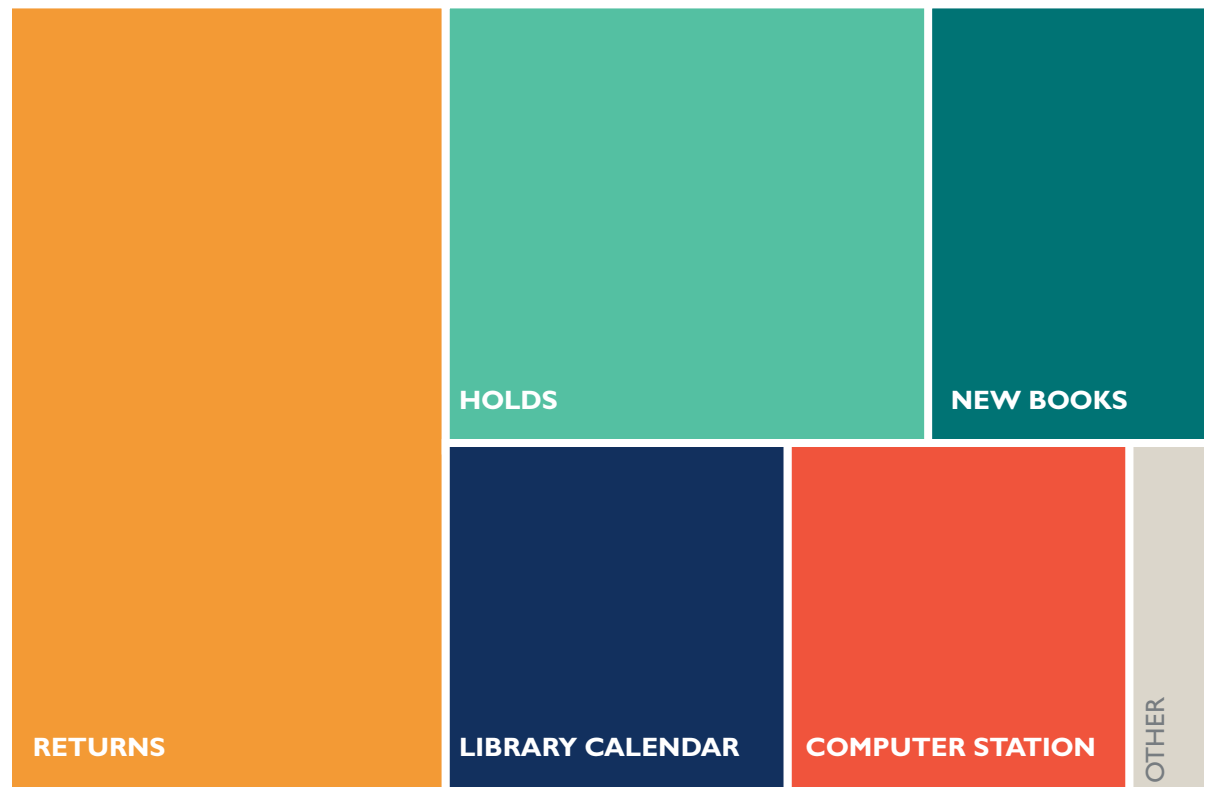 HOLDS
NEW BOOKS
RETURNS
LIBRARY CALENDAR
COMPUTER STATION
OTHER